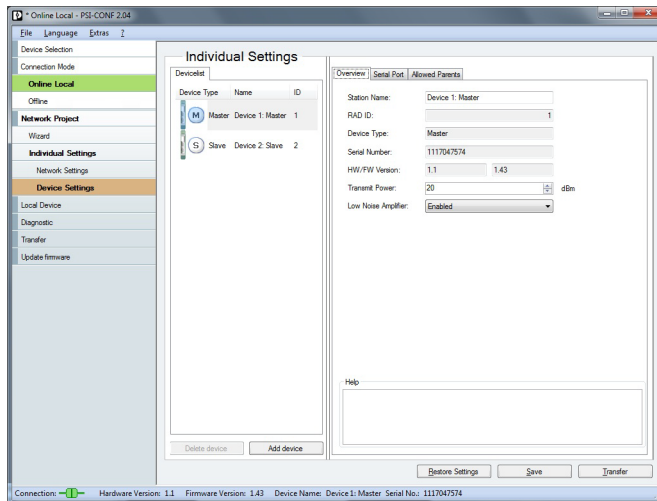 * Online Local - PSI-CONF 2.04
File Language Extras ?
Device Selection
Connection Mode
Online Local
Offline
Network Project
Wizard
Individual Settings
Network Settings
Device Settings
Local Device
Diagnostic
Transfer
Update firmware
Individual Settings
Devicelist
Device Type Name ID
M Master Device 1: Master 1
S Slave Device 2: Slave 2
Delete device Add device
Overview Serial Port Allowed Parents
Station Name: Device 1: Master
RAD ID: 1
Device Type: Master
Serial Number: 1117047574
HW/FW Version: 1.1 1.43
Transmit Power: 20 dBm
Low Noise Amplifier: Enabled
Help
Restore Settings Save Transfer
Connection: Hardware Version: 1.1 Firmware Version: 1.43 Device Name: Device 1: Master Serial No.: 1117047574